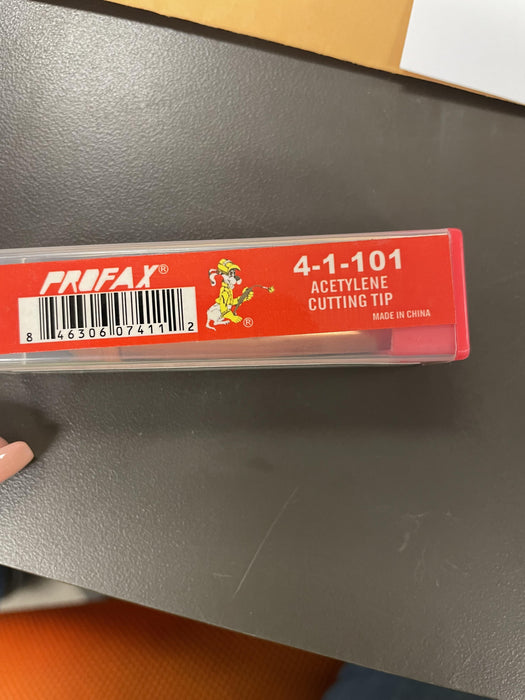 PROFAX®
8 46306 07411 2
®
4-1-101
ACETYLENE
CUTTING TIP
MADE IN CHINA